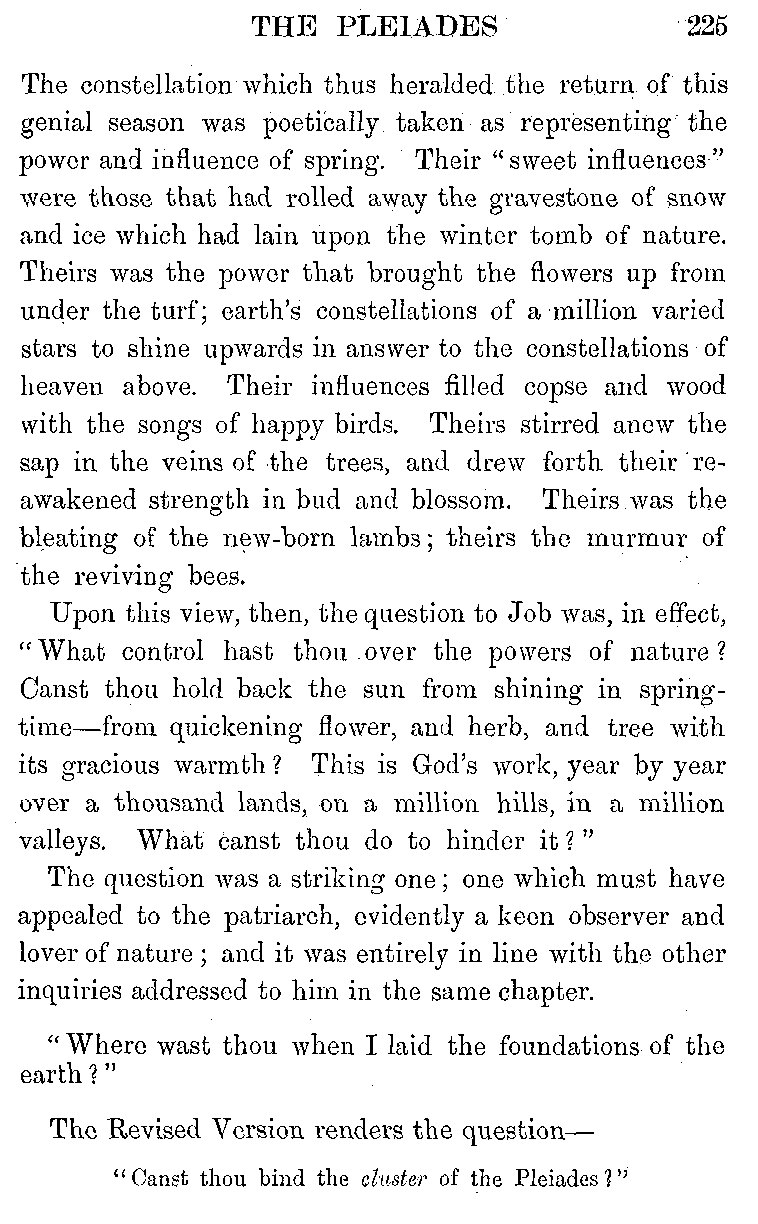 THE PLEIADES 225
The constellation which thus heralded the return of this
genial season was poetically taken as representing the
power and influence of spring. Their "sweet influences"
were those that had rolled away the gravestone of snow
and ice which had lain upon the winter tomb of nature.
Theirs was the power that brought the flowers up from
under the turf; earth's constellations of a million varied
stars to shine upwards in answer to the constellations of
heaven above. Their influences filled copse and wood
with the songs of happy birds. Theirs stirred anew the
sap in the veins of the trees, and drew forth their re-
awakened strength in bud and blossom. Theirs was the
bleating of the new-born lambs; theirs the murmur of
the reviving bees.
Upon this view, then, the question to Job was, in effect,
"What control hast thou over the powers of nature?
Canst thou hold back the sun from shining in spring-
time—from quickening flower, and herb, and tree with
its gracious warmth? This is God's work, year by year
over a thousand lands, on a million hills, in a million
valleys. What canst thou do to hinder it?"
The question was a striking one; one which must have
appealed to the patriarch, evidently a keen observer and
lover of nature; and it was entirely in line with the other
inquiries addressed to him in the same chapter.
"Where wast thou when I laid the foundations of the
earth?"
The Revised Version renders the question—
"Canst thou bind the cluster of the Pleiades?"